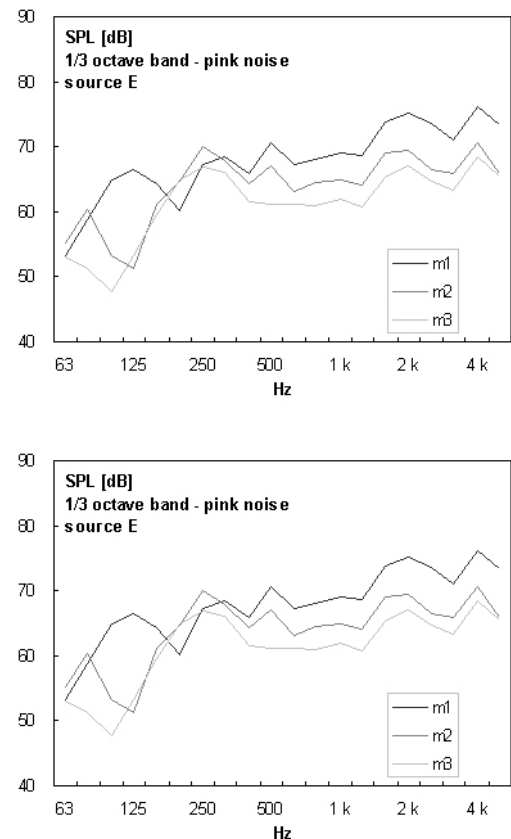 90
SPL [dB]
1/3 octave band - pink noise
source E
80
70
60
50
40
m1
m2
m3
63 125 250 500 1 k 2 k 4 k
Hz
90
SPL [dB]
1/3 octave band - pink noise
source E
80
70
60
50
40
m1
m2
m3
63 125 250 500 1 k 2 k 4 k
Hz